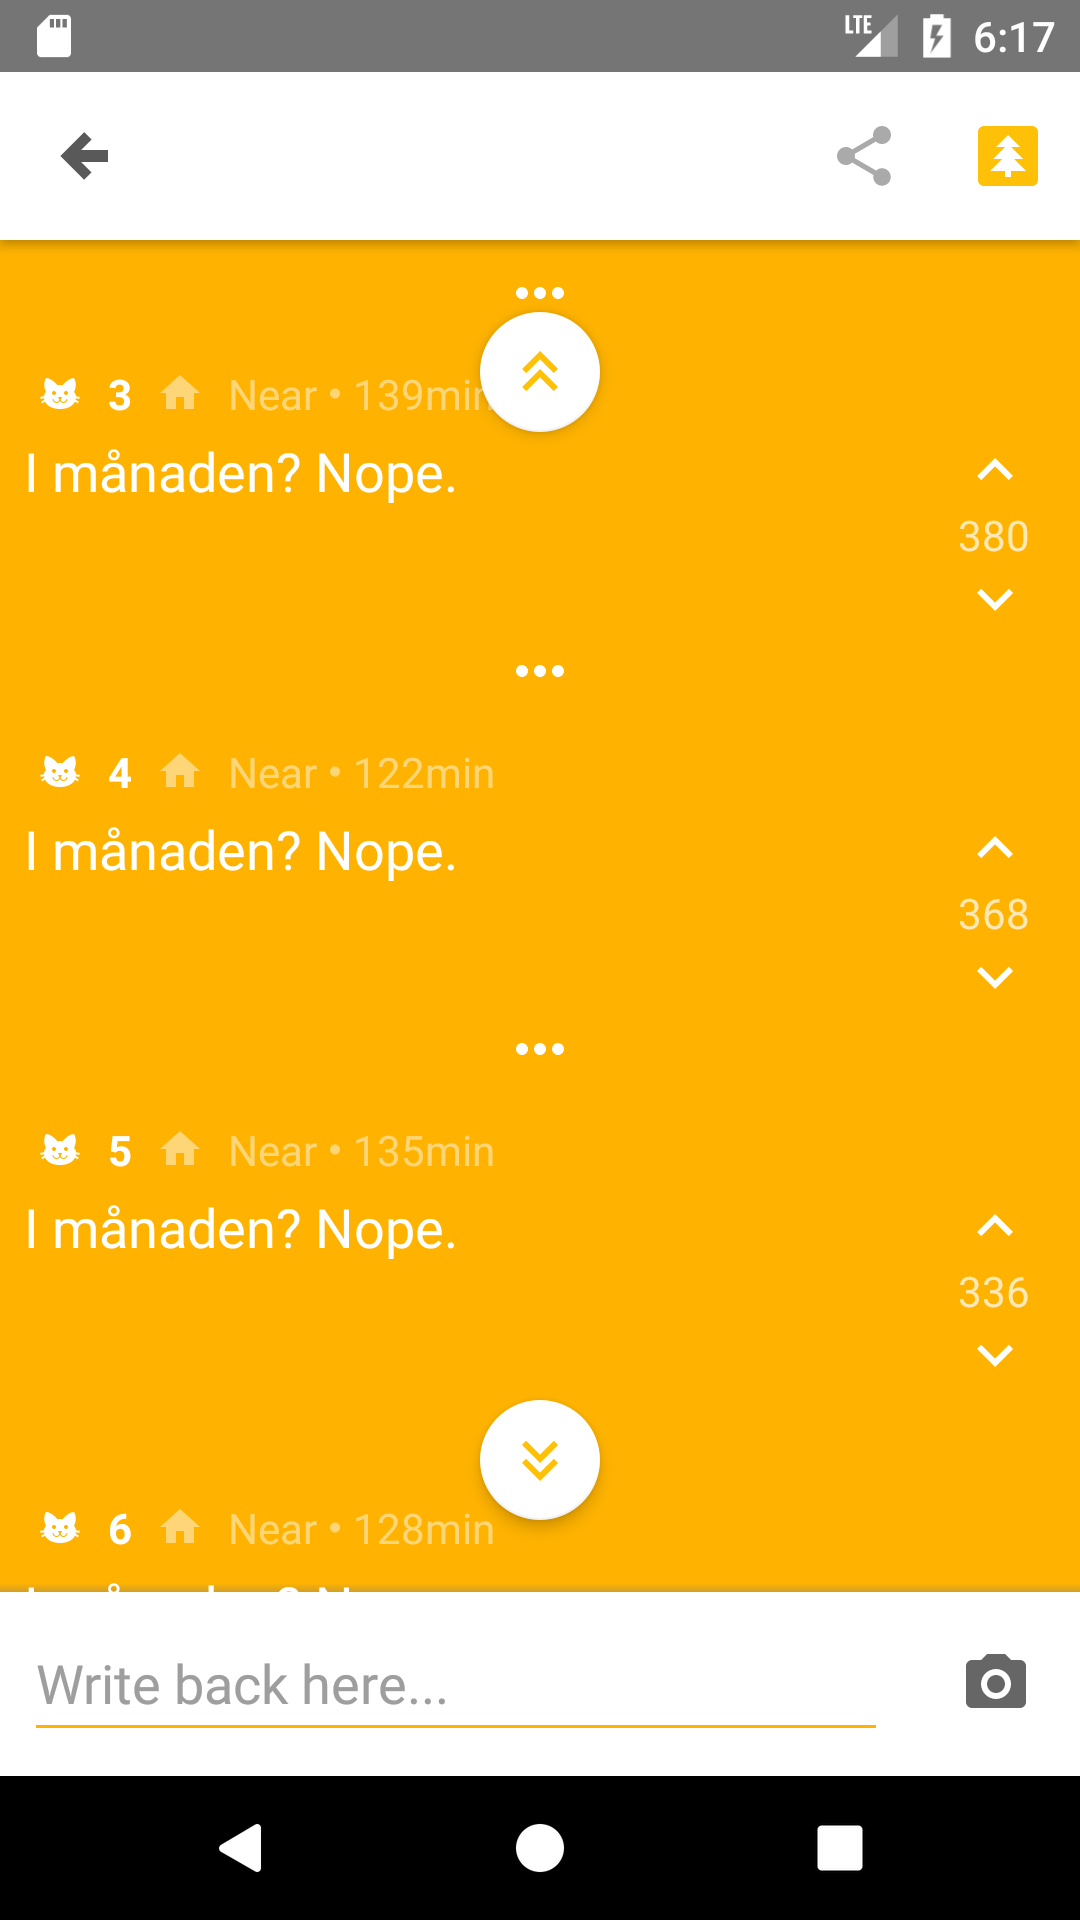 LTE 6:17
3 Near • 139min
I månaden? Nope.
380
4 Near • 122min
I månaden? Nope.
368
5 Near • 135min
I månaden? Nope.
336
6 Near • 128min
Write back here...